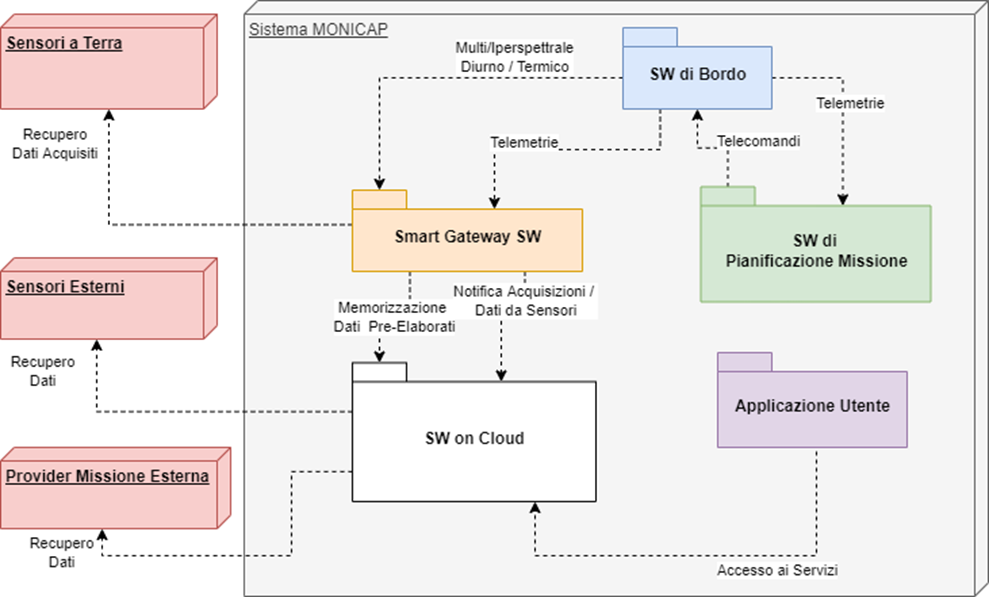 Sistema MONICAP
Sensori a Terra
Multi/Iperspettrale
Diurno / Termico
SW di Bordo
Telemetrie
Recupero
Dati Acquisiti
Telemetrie
Telecomandi
Smart Gateway SW
SW di
Pianificazione Missione
Sensori Esterni
Memorizzazione
Dati Pre-Elaborati
Notifica Acquisizioni /
Dati da Sensori
Recupero
Dati
SW on Cloud
Applicazione Utente
Provider Missione Esterna
Recupero
Dati
Accesso ai Servizi